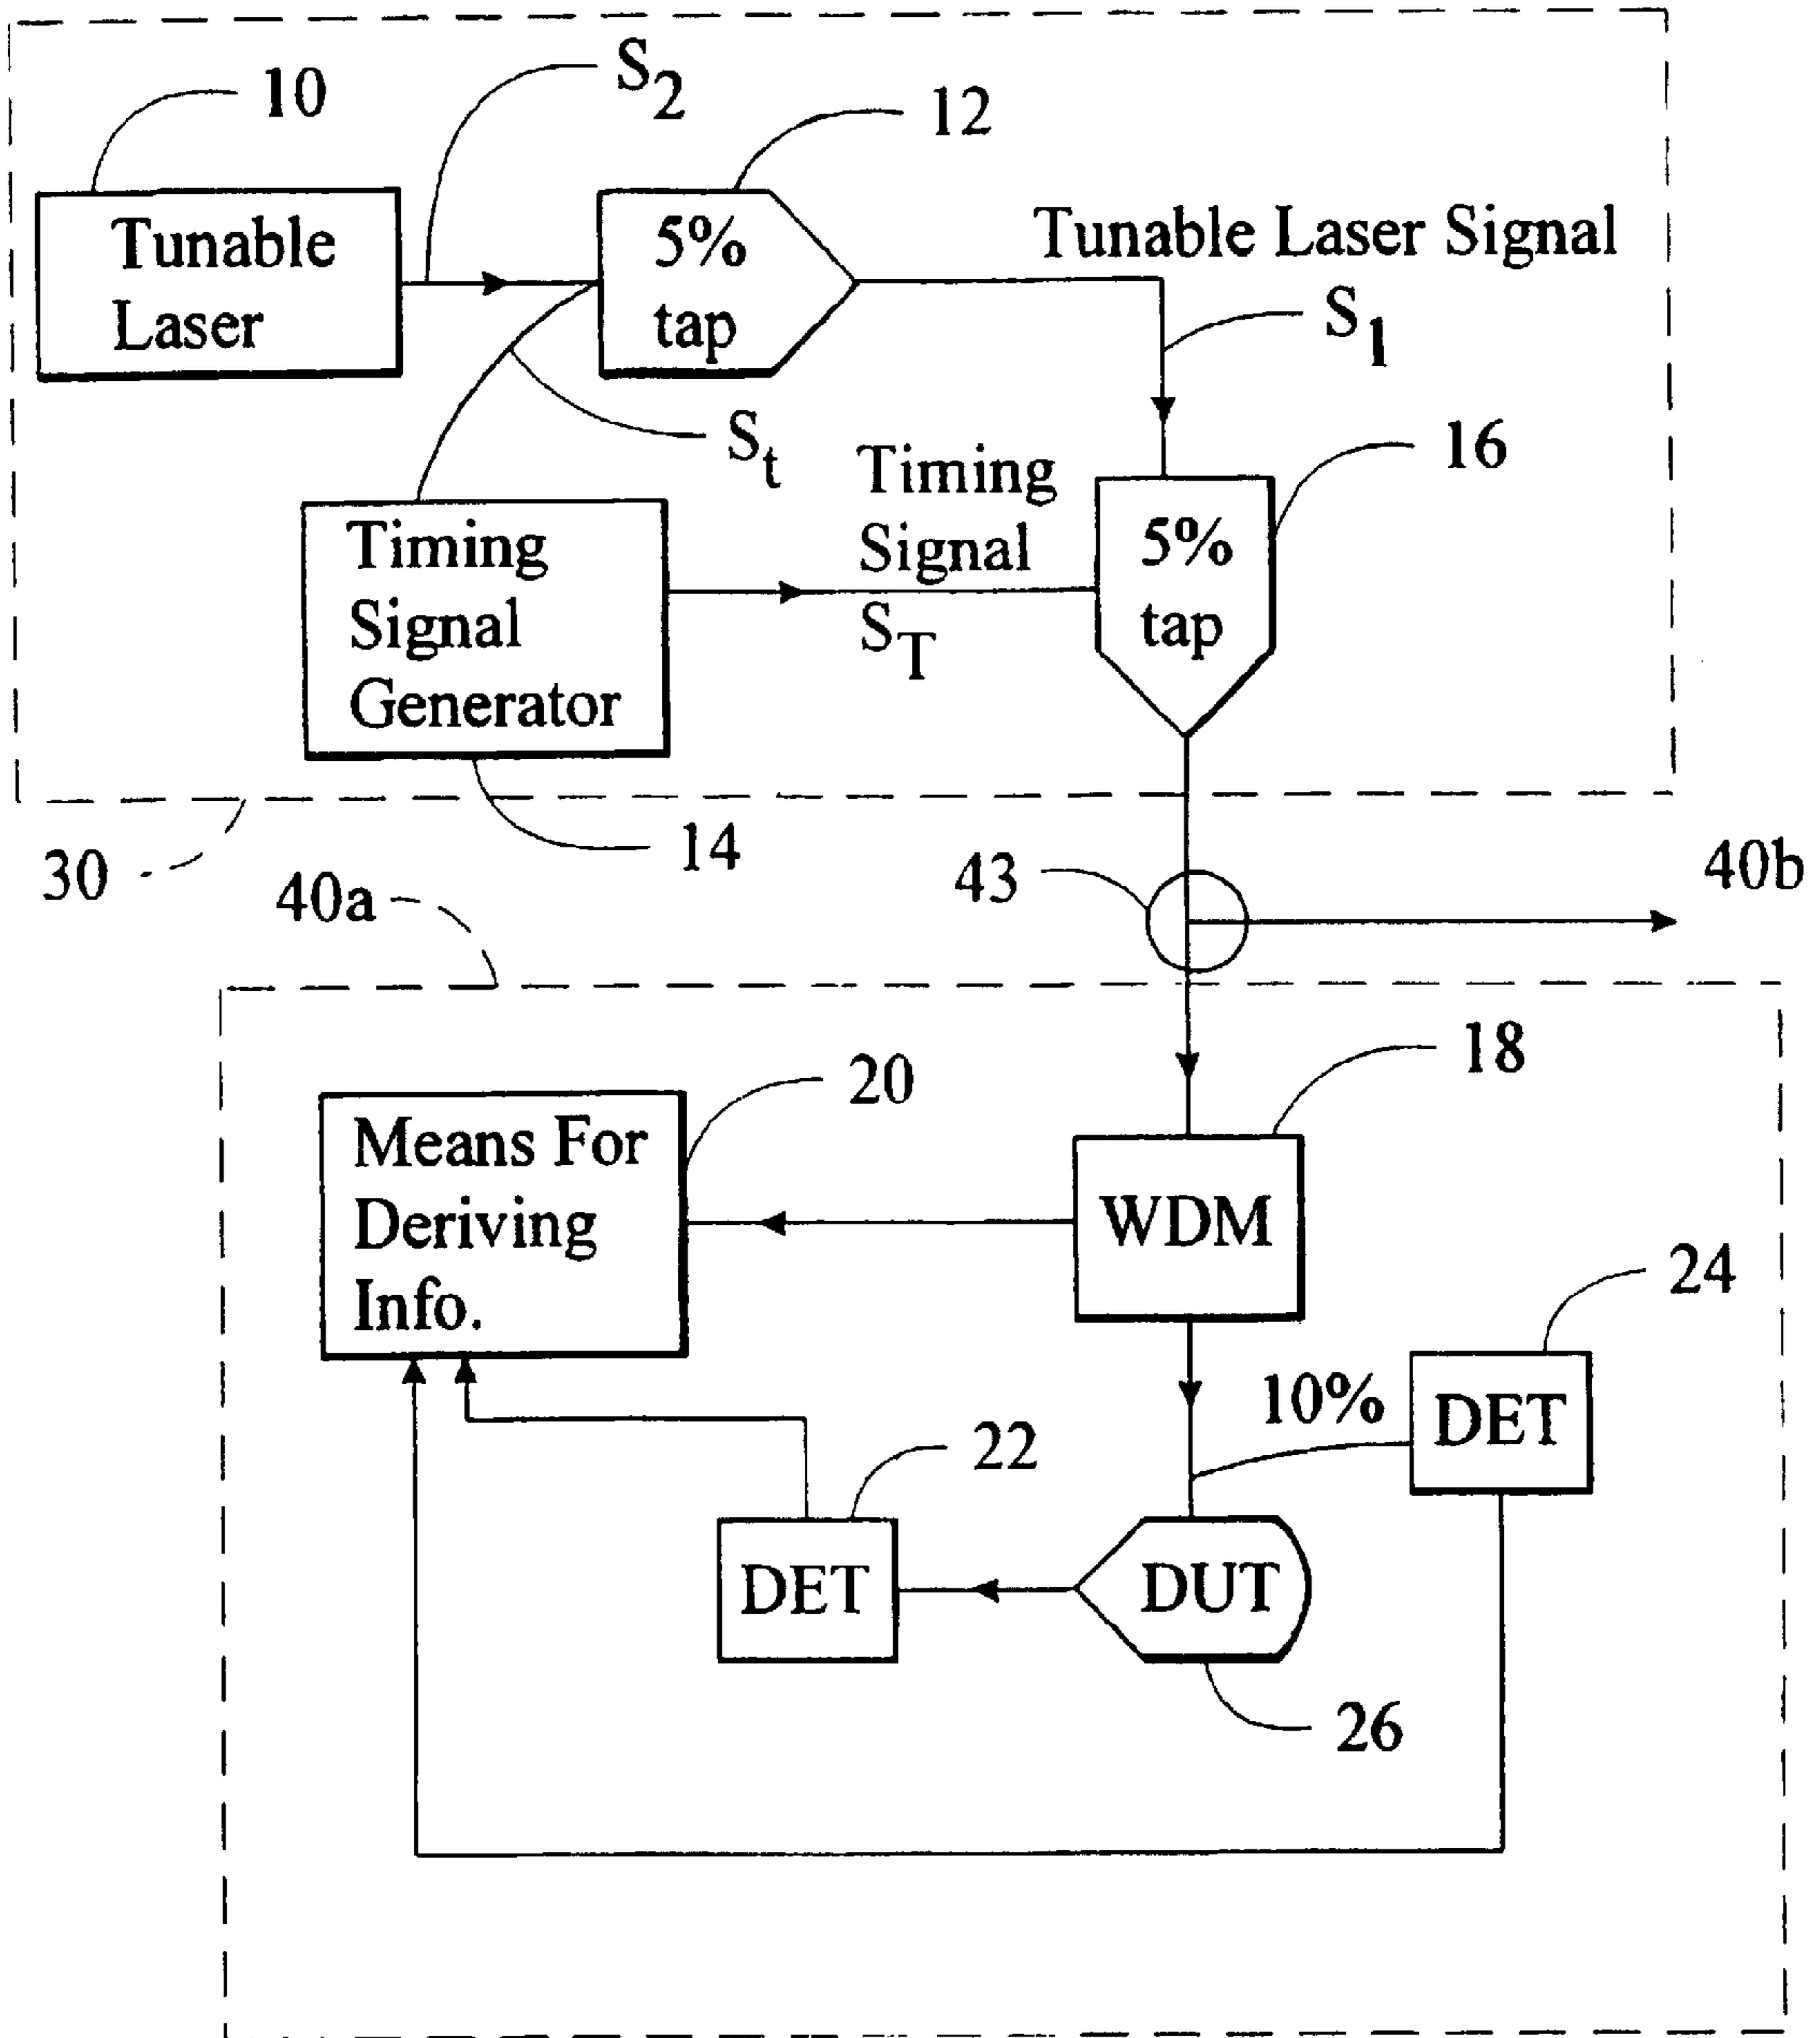 10
S2
12
Tunable
Laser
5%
tap
Tunable Laser Signal
S1
St
Timing
Signal
ST
16
5%
tap
Timing
Signal
Generator
14
30
40a
43
40b
18
20
Means For
Deriving
Info.
WDM
24
10%
DET
22
DET
DUT
26